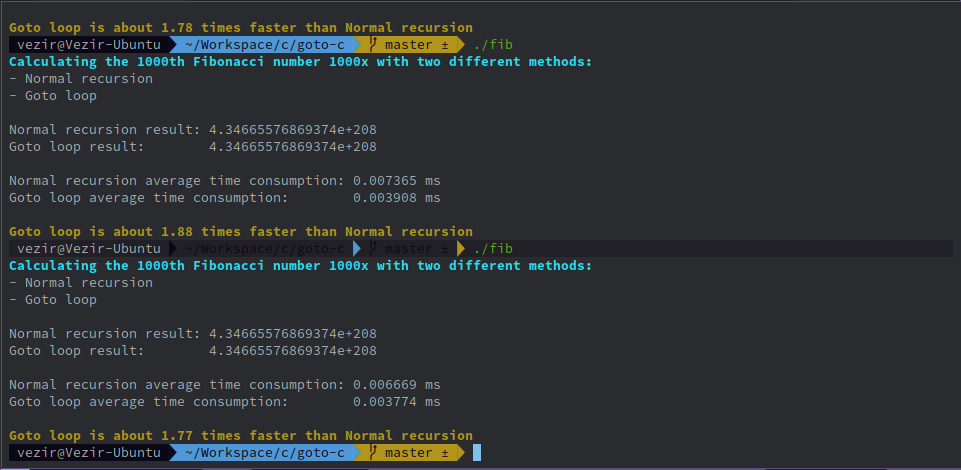 Goto loop is about 1.78 times faster than Normal recursion
vezir@Vezir-Ubuntu ~/Workspace/c/goto-c master ± ./fib
Calculating the 1000th Fibonacci number 1000x with two different methods:
- Normal recursion
- Goto loop
Normal recursion result: 4.34665576869374e+208
Goto loop result: 4.34665576869374e+208
Normal recursion average time consumption: 0.007365 ms
Goto loop average time consumption: 0.003908 ms
Goto loop is about 1.88 times faster than Normal recursion
vezir@Vezir-Ubuntu ~/Workspace/c/goto-c master ± ./fib
Calculating the 1000th Fibonacci number 1000x with two different methods:
- Normal recursion
- Goto loop
Normal recursion result: 4.34665576869374e+208
Goto loop result: 4.34665576869374e+208
Normal recursion average time consumption: 0.006669 ms
Goto loop average time consumption: 0.003774 ms
Goto loop is about 1.77 times faster than Normal recursion
vezir@Vezir-Ubuntu ~/Workspace/c/goto-c master ±